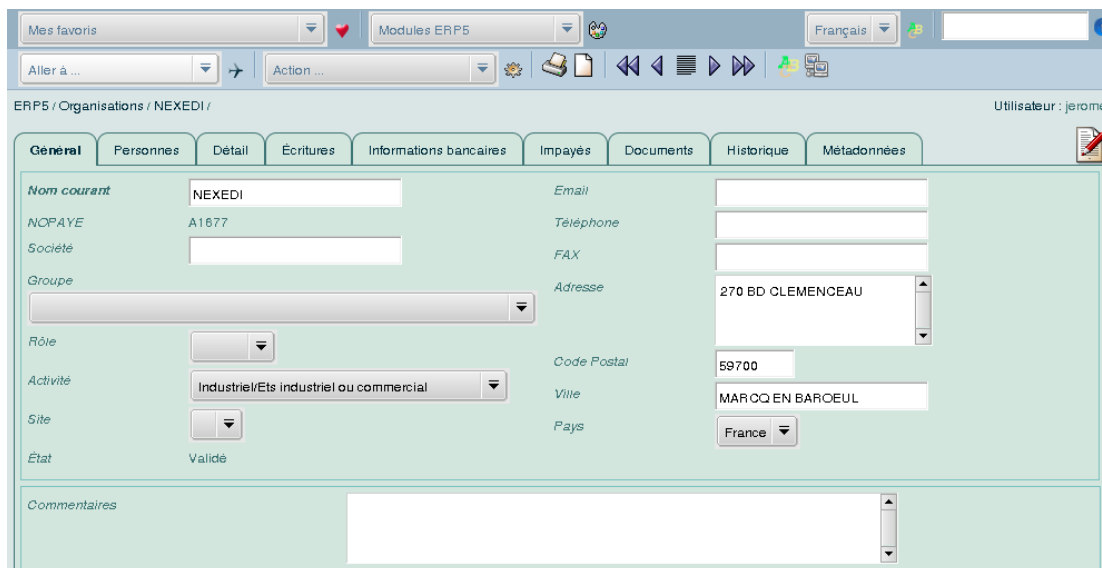 Mes favoris Modules ERP5 Français
Aller à ... Action ...
ERP5 / Organisations / NEXEDI / Utilisateur : jerome
Général Personnes Détail Écritures Informations bancaires Impayés Documents Historique Métadonnées
Nom courant NEXEDI Email
NOPAYE A1677 Téléphone
Société FAX
Groupe Adresse 270 BD CLEMENCEAU
Rôle
Code Postal 59700
Activité Industriel/Ets industriel ou commercial
Ville MARCQ EN BAROEUL
Site
Pays France
État Validé
Commentaires